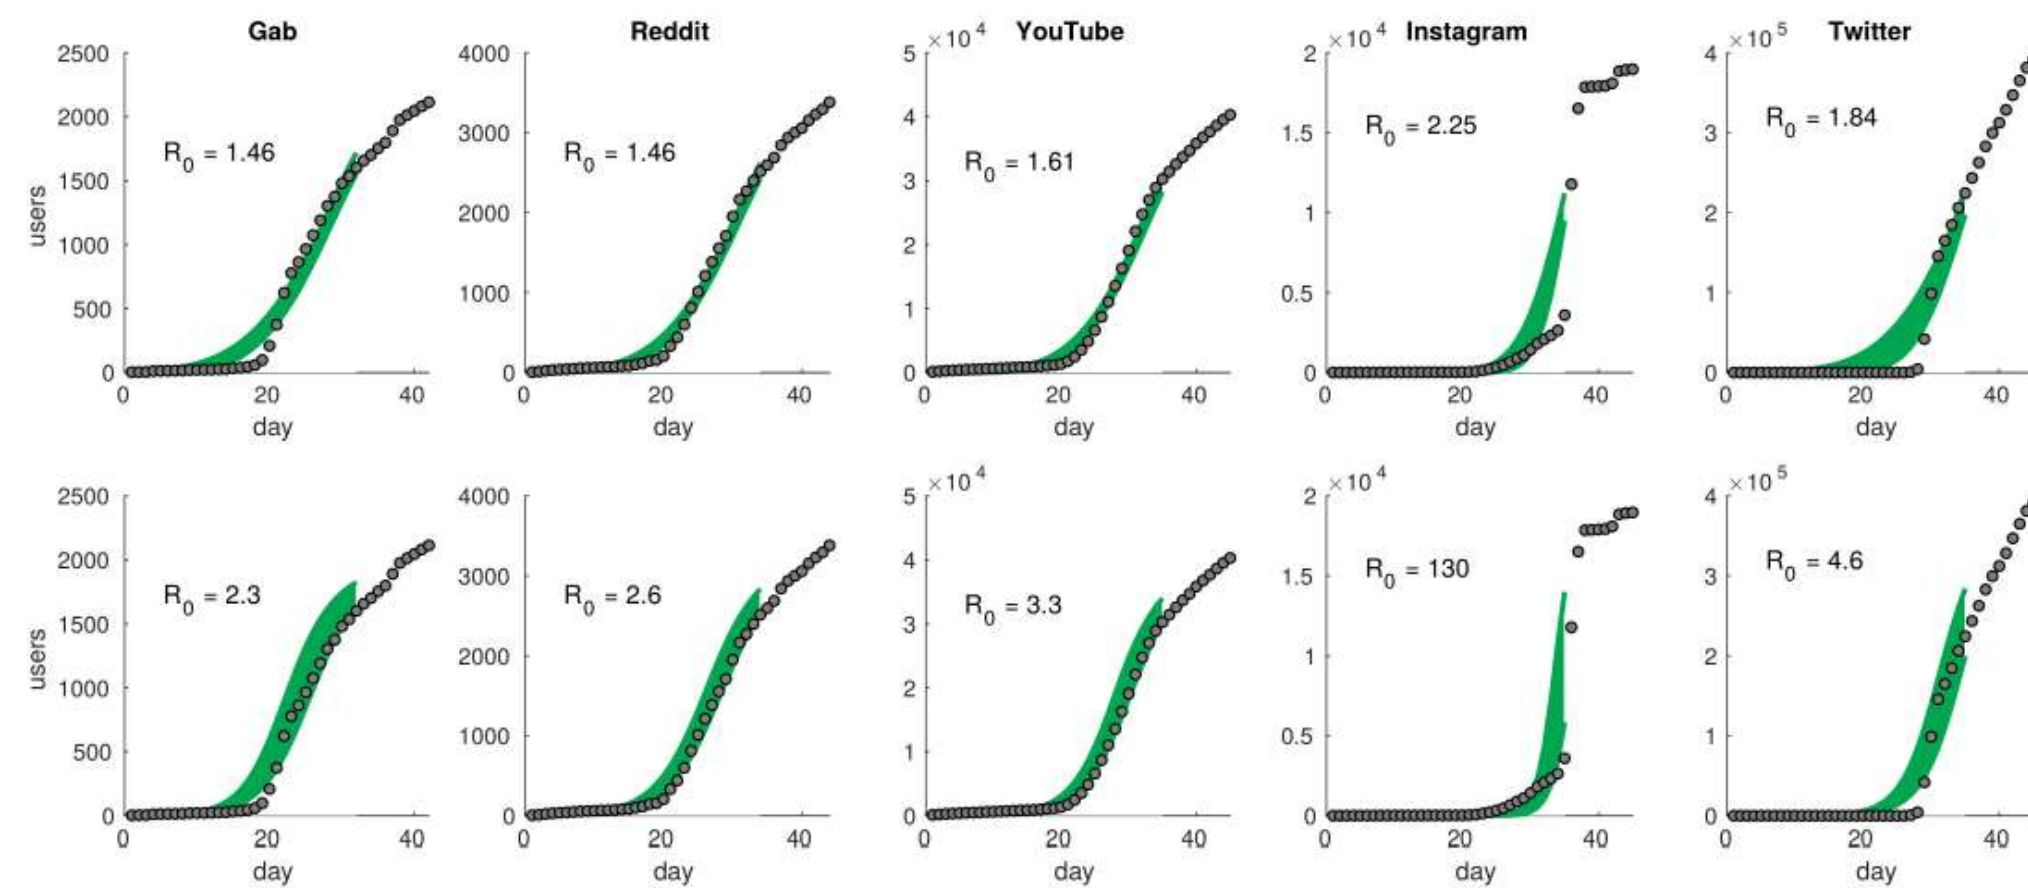 Gab
2500
2000
1500
1000
500
0
users
R0 = 1.46
0 20 40
day
Reddit
4000
3000
2000
1000
0
R0 = 1.46
0 20 40
day
×10 4 YouTube
5
4
3
2
1
0
R0 = 1.61
0 20 40
day
×10 4 Instagram
2
1.5
1
0.5
0
R0 = 2.25
0 20 40
day
×10 5 Twitter
4
3
2
1
0
R0 = 1.84
0 20 40
day
2500
2000
1500
1000
500
0
users
R0 = 2.3
0 20 40
day
4000
3000
2000
1000
0
R0 = 2.6
0 20 40
day
×10 4
5
4
3
2
1
0
R0 = 3.3
0 20 40
day
×10 4
2
1.5
1
0.5
0
R0 = 130
0 20 40
day
×10 5
4
3
2
1
0
R0 = 4.6
0 20 40
day